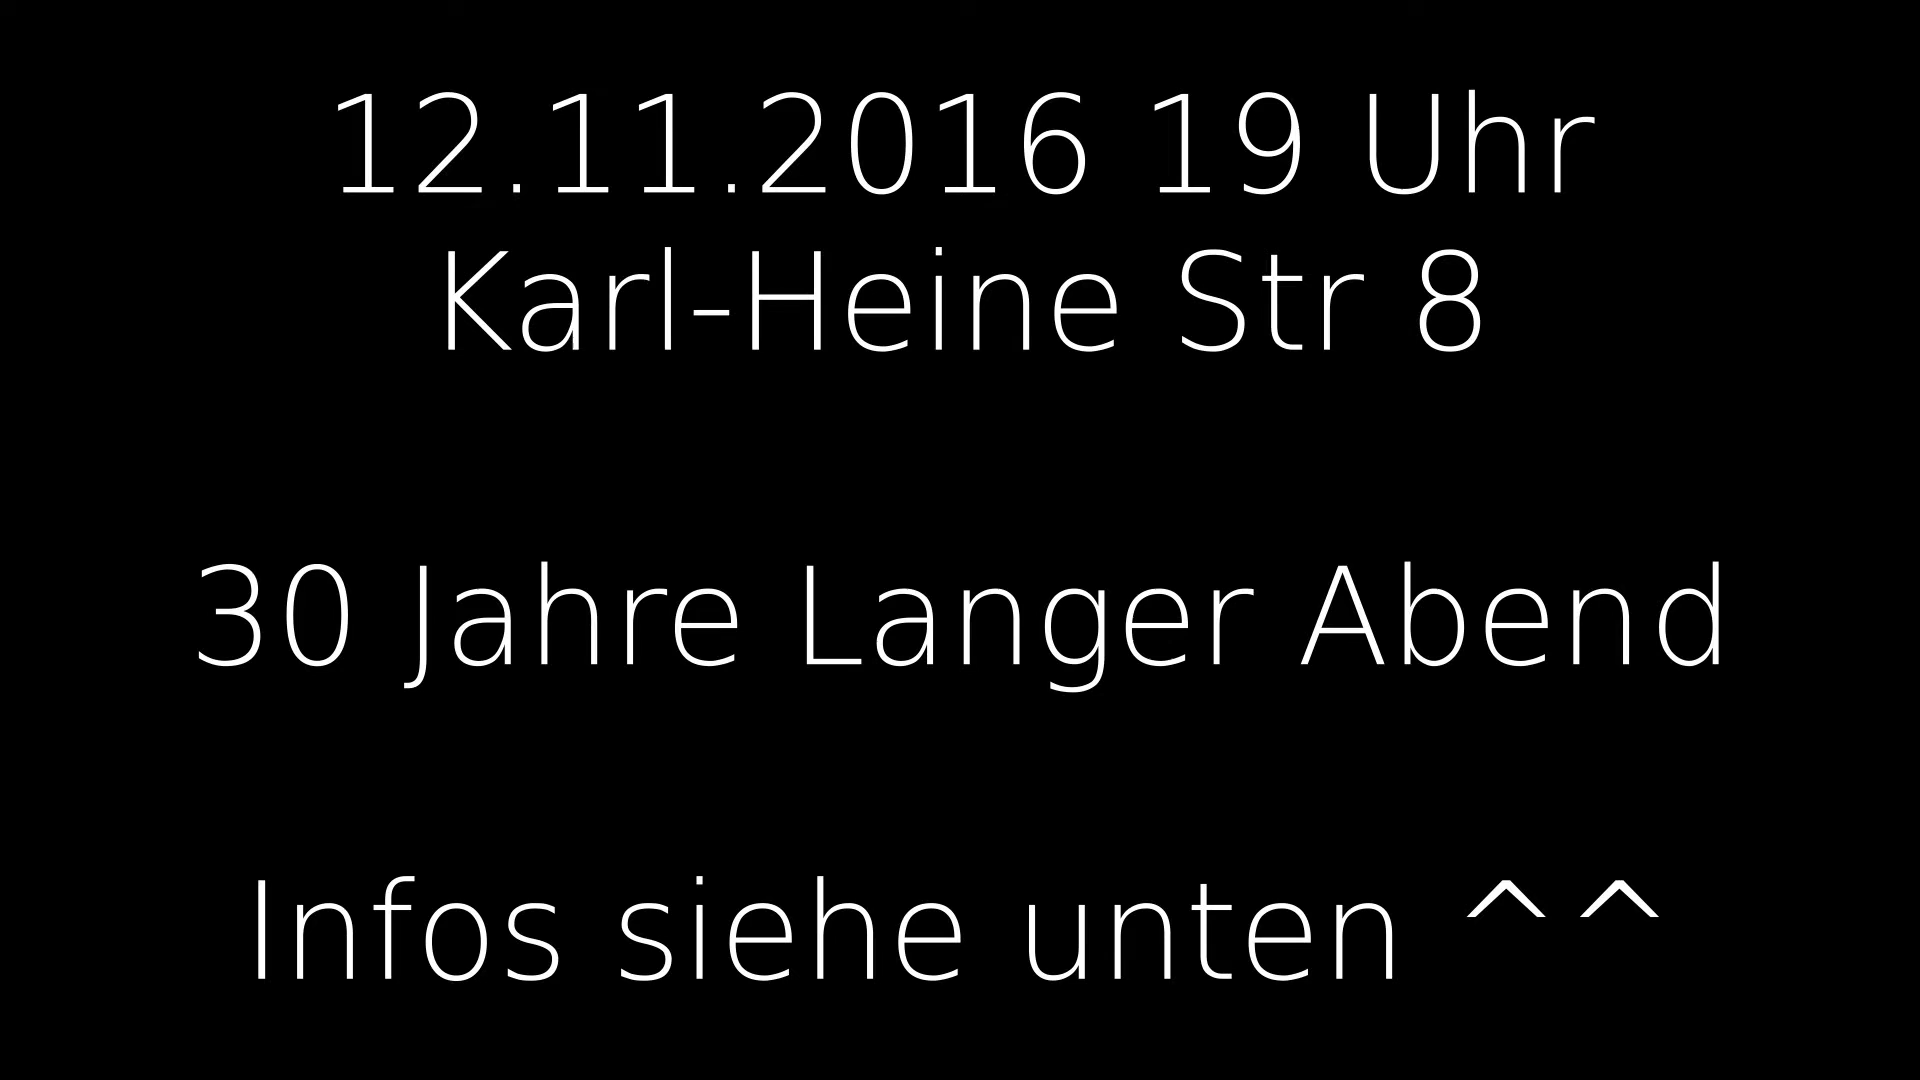 12.11.2016 19 Uhr
Karl-Heine Str 8
30 Jahre Langer Abend
Infos siehe unten ^^